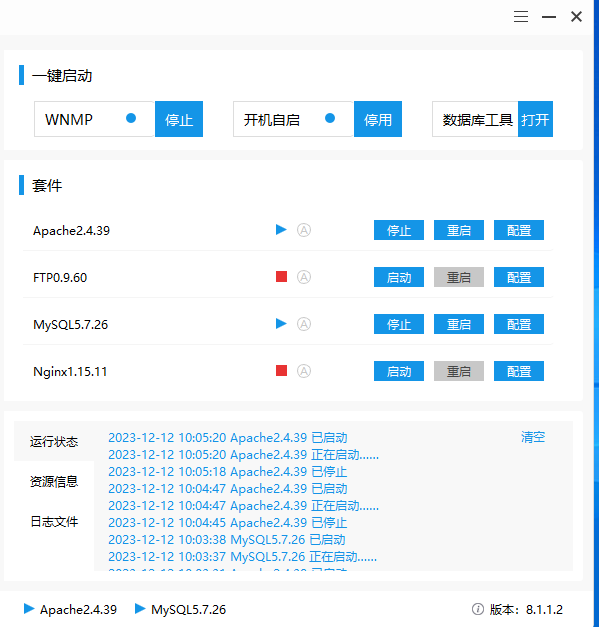 一键启动
WNMP 停止 开机自启 停用 数据库工具 打开
套件
Apache2.4.39 A 停止 重启 配置
FTP0.9.60 A 启动 重启 配置
MySQL5.7.26 A 停止 重启 配置
Nginx1.15.11 A 启动 重启 配置
运行状态
资源信息
日志文件
清空
2023-12-12 10:05:20 Apache2.4.39 已启动
2023-12-12 10:05:20 Apache2.4.39 正在启动......
2023-12-12 10:05:18 Apache2.4.39 已停止
2023-12-12 10:04:47 Apache2.4.39 已启动
2023-12-12 10:04:47 Apache2.4.39 正在启动......
2023-12-12 10:04:45 Apache2.4.39 已停止
2023-12-12 10:03:38 MySQL5.7.26 已启动
2023-12-12 10:03:37 MySQL5.7.26 正在启动......
Apache2.4.39 MySQL5.7.26 版本：8.1.1.2